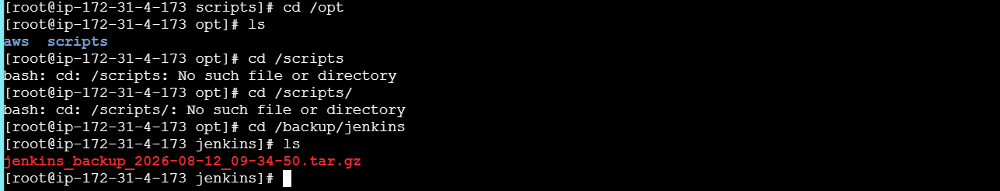 [root@ip-172-31-4-173 scripts]# cd /opt
[root@ip-172-31-4-173 opt]# ls
aws  scripts
[root@ip-172-31-4-173 opt]# cd /scripts
bash: cd: /scripts: No such file or directory
[root@ip-172-31-4-173 opt]# cd /scripts/
bash: cd: /scripts/: No such file or directory
[root@ip-172-31-4-173 opt]# cd /backup/jenkins
[root@ip-172-31-4-173 jenkins]# ls
jenkins_backup_2026-08-12_09-34-50.tar.gz
[root@ip-172-31-4-173 jenkins]#